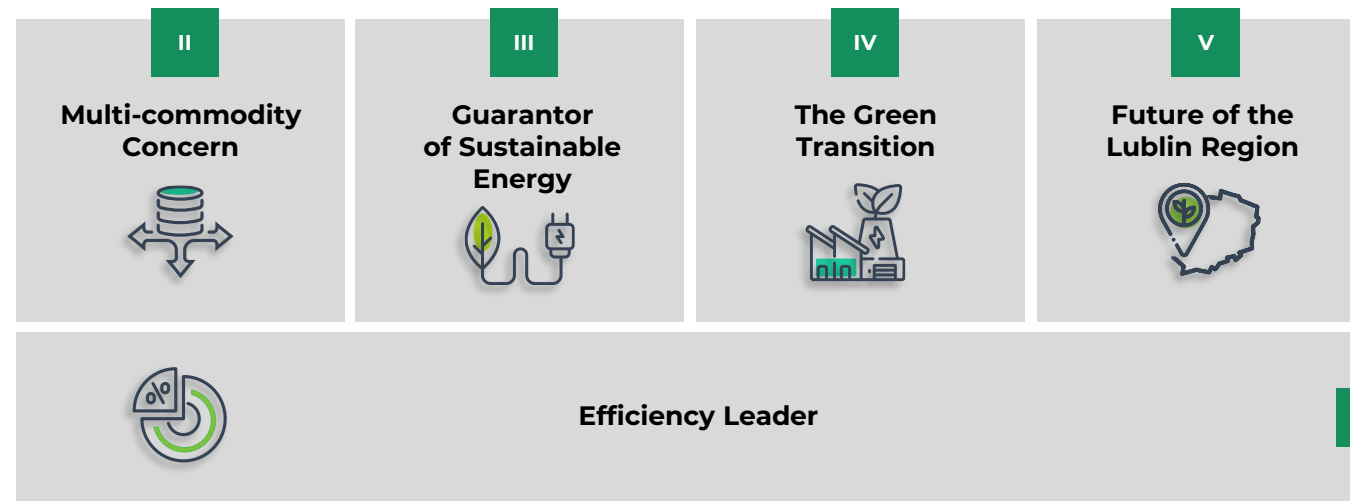 II
Multi-commodity
Concern
III
Guarantor
of Sustainable
Energy
IV
The Green
Transition
V
Future of the
Lublin Region
%
Efficiency Leader